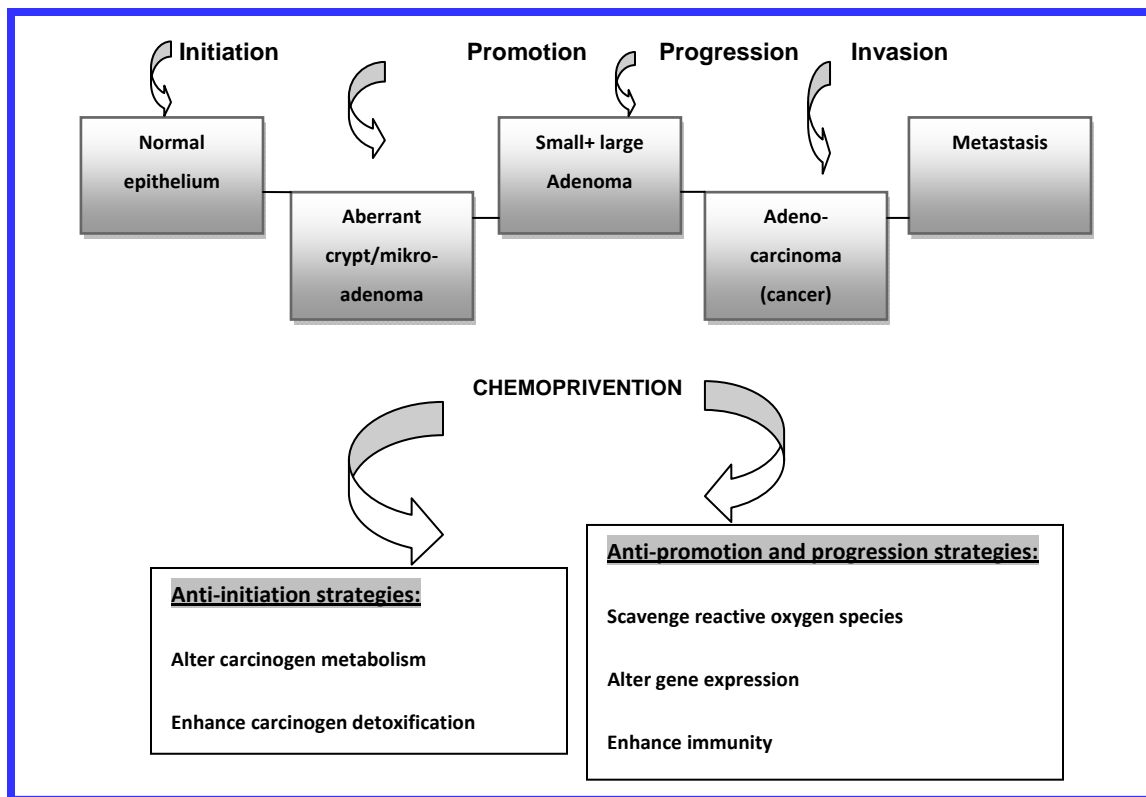 Initiation Promotion Progression Invasion
Normal
epithelium
Aberrant
crypt/mikro-
adenoma
Small+ large
Adenoma
Adeno-
carcinoma
(cancer)
Metastasis
CHEMOPRIVENTION
Anti-initiation strategies:
Alter carcinogen metabolism
Enhance carcinogen detoxification
Anti-promotion and progression strategies:
Scavenge reactive oxygen species
Alter gene expression
Enhance immunity